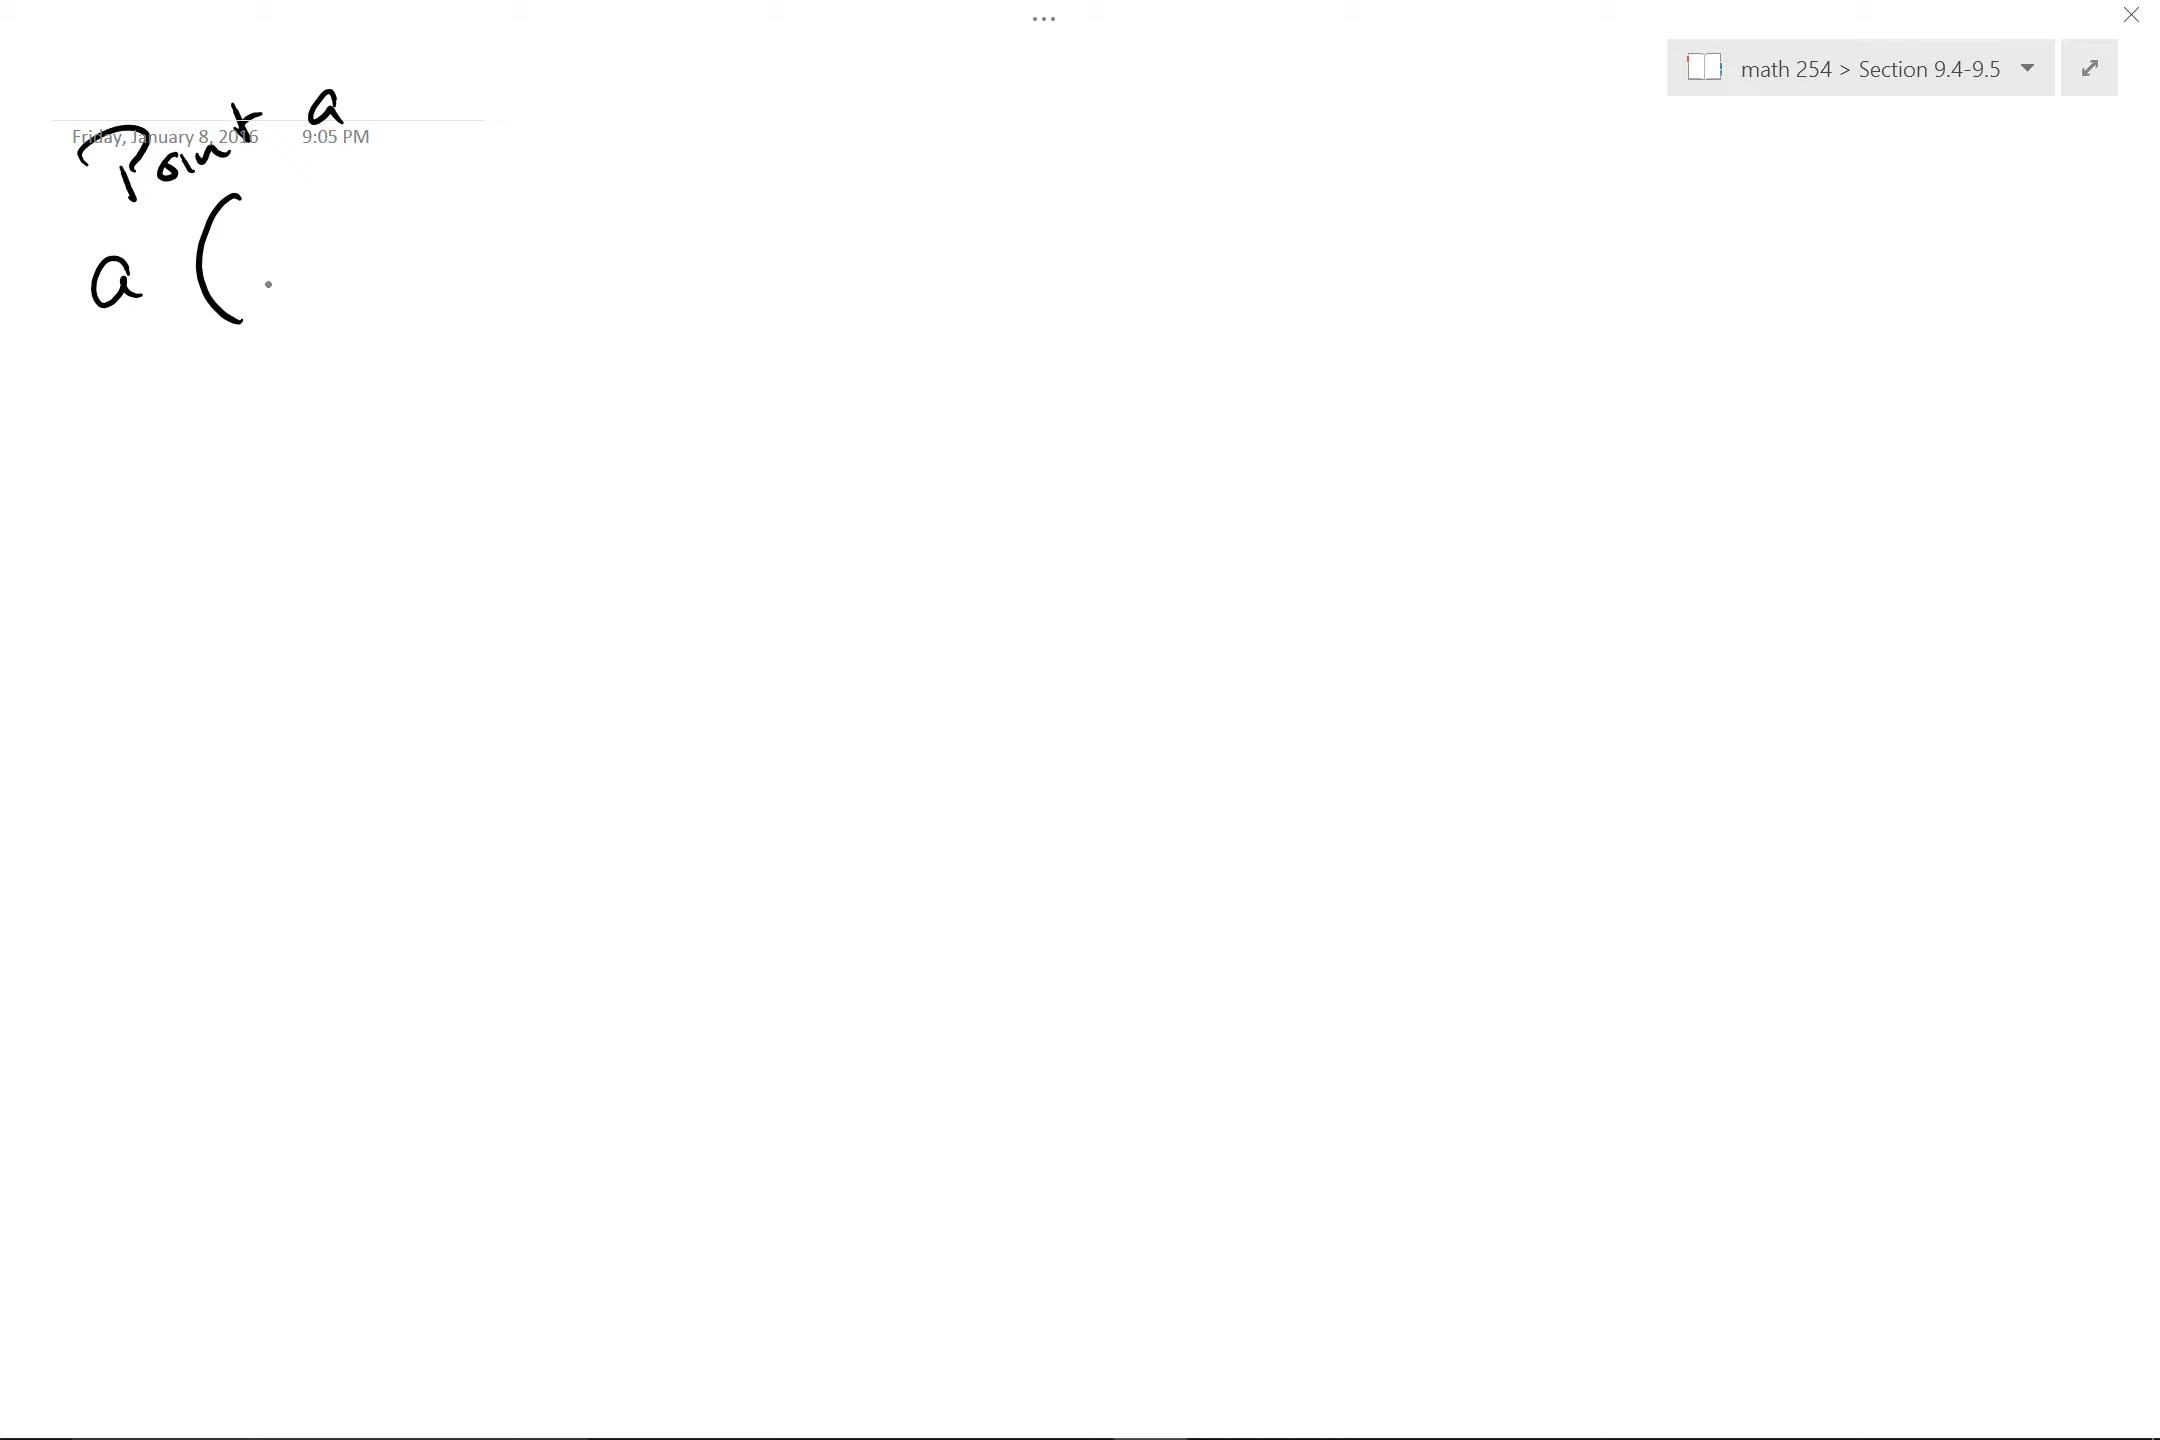 math 254 > Section 9.4-9.5
Point a
Friday, January 8, 2016 9:05 PM
a (